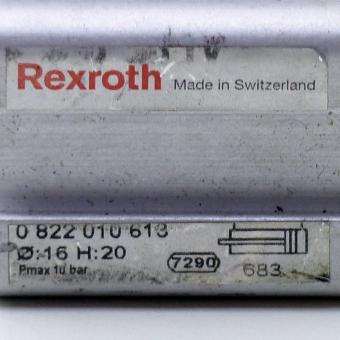 Rexroth Made in Switzerland
0 822 010 613
Ø:16 H:20
Pmax 10 bar
7290
683